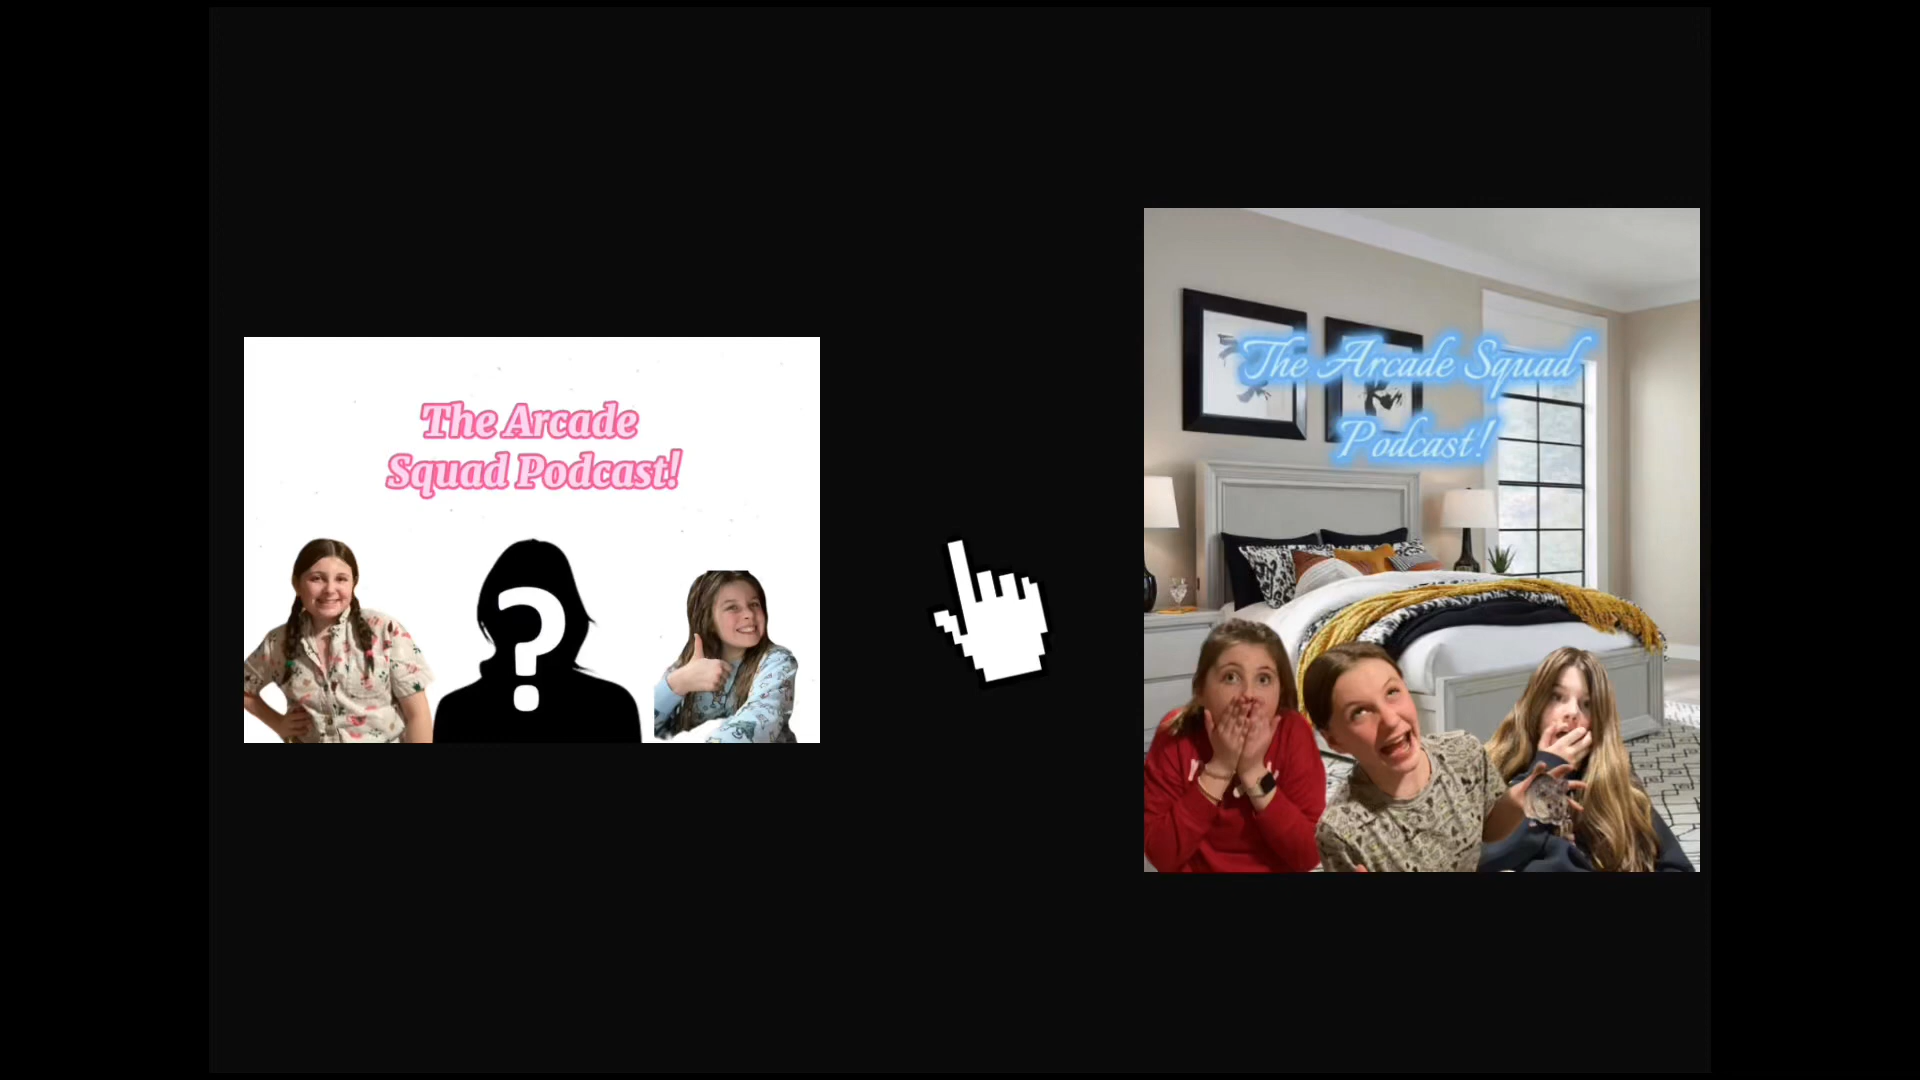 The Arcade
Squad Podcast!
?
The Arcade Squad
Podcast!